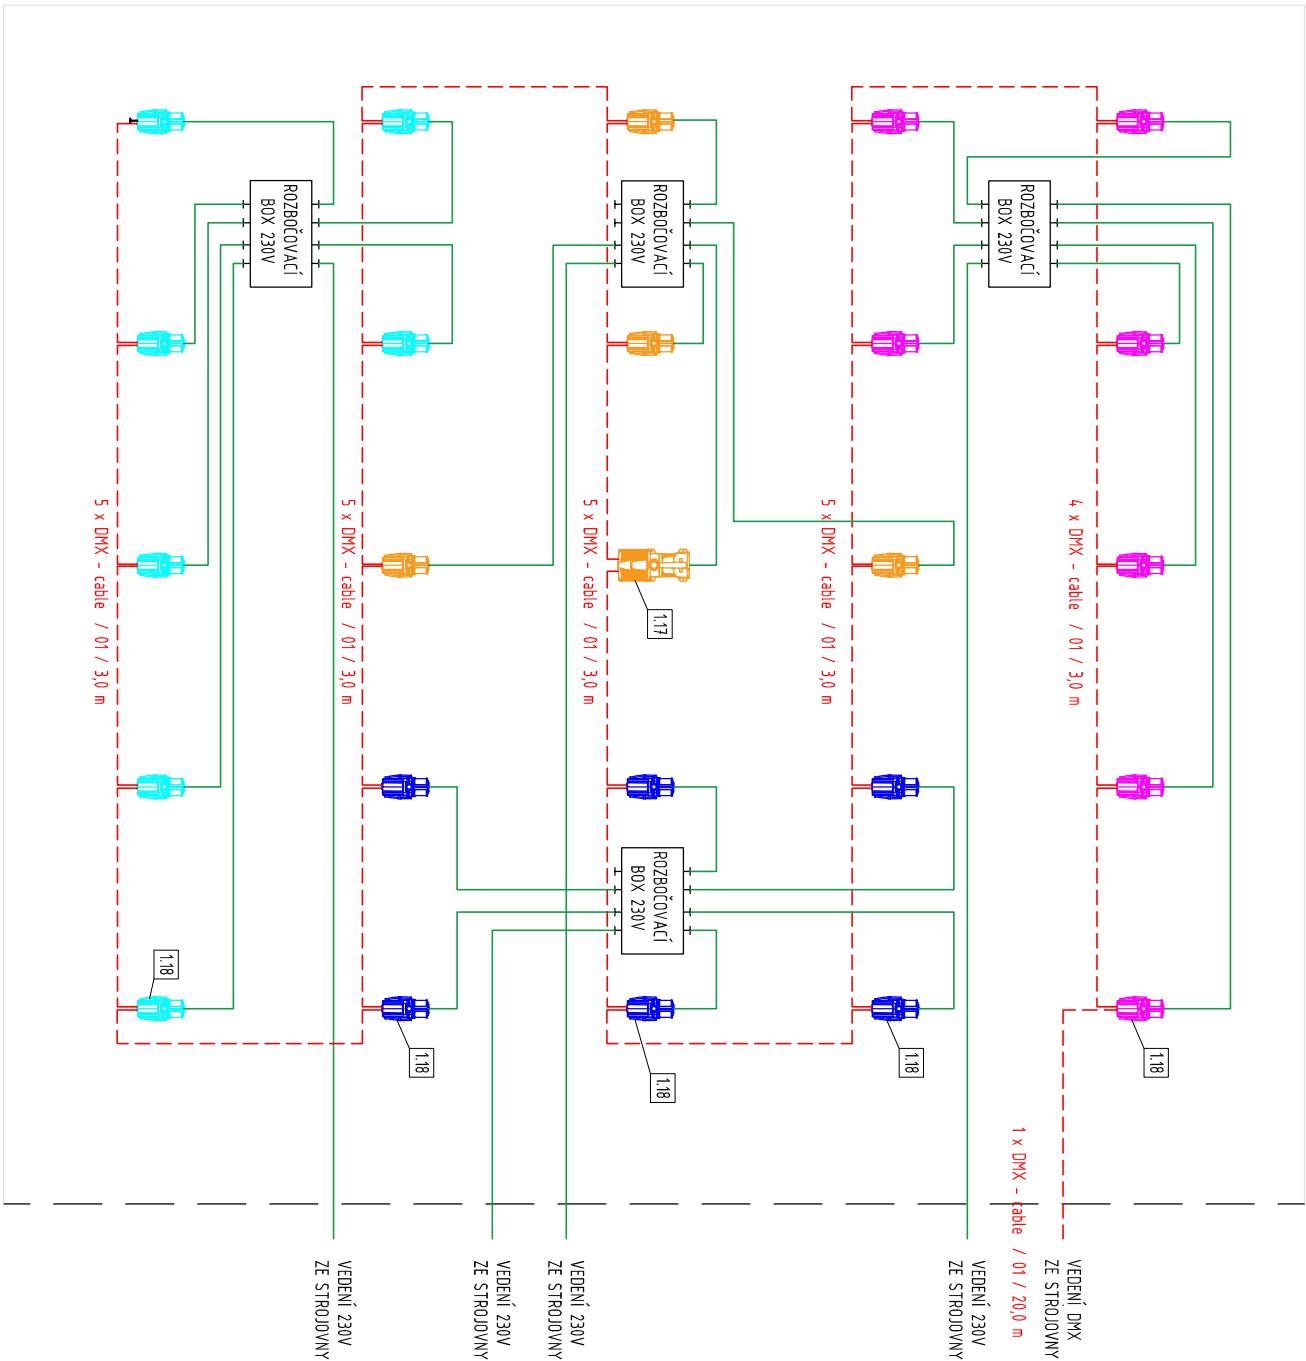 ROZBOČOVACÍ
BOX 230V
ROZBOČOVACÍ
BOX 230V
ROZBOČOVACÍ
BOX 230V
5 x DMX - cable / 01 / 3,0 m
5 x DMX - cable / 01 / 3,0 m
5 x DMX - cable / 01 / 3,0 m
5 x DMX - cable / 01 / 3,0 m
4 x DMX - cable / 01 / 3,0 m
1.17
ROZBOČOVACÍ
BOX 230V
1.18
1.18
1.18
1.18
1.18
1 x DMX - cable / 01 / 20,0 m
VEDENÍ 230V
ZE STROJOVNY
VEDENÍ 230V
ZE STROJOVNY
VEDENÍ 230V
ZE STROJOVNY
VEDENÍ 230V
ZE STROJOVNY
VEDENÍ DMX
ZE STROJOVNY